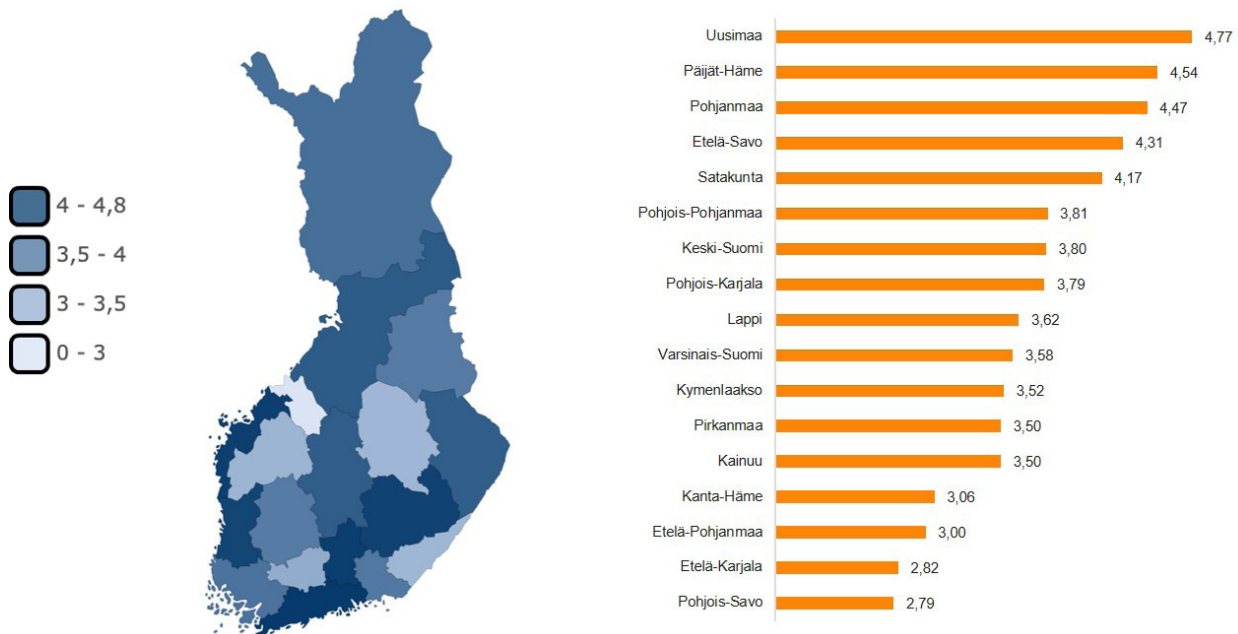 4 - 4,8
3,5 - 4
3 - 3,5
0 - 3
Uusimaa 4,77
Päijät-Häme 4,54
Pohjanmaa 4,47
Etelä-Savo 4,31
Satakunta 4,17
Pohjois-Pohjanmaa 3,81
Keski-Suomi 3,80
Pohjois-Karjala 3,79
Lappi 3,62
Varsinais-Suomi 3,58
Kymenlaakso 3,52
Pirkanmaa 3,50
Kainuu 3,50
Kanta-Häme 3,06
Etelä-Pohjanmaa 3,00
Etelä-Karjala 2,82
Pohjois-Savo 2,79